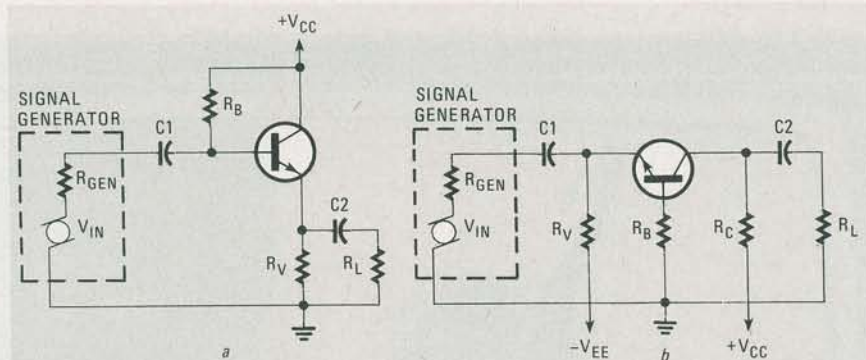 +VCC
SIGNAL
GENERATOR
C1
RB
RGEN
VIN
C2
RV
RL
a
SIGNAL
GENERATOR
C1
C2
RGEN
VIN
RV
RB
RC
RL
−VEE
b
+VCC